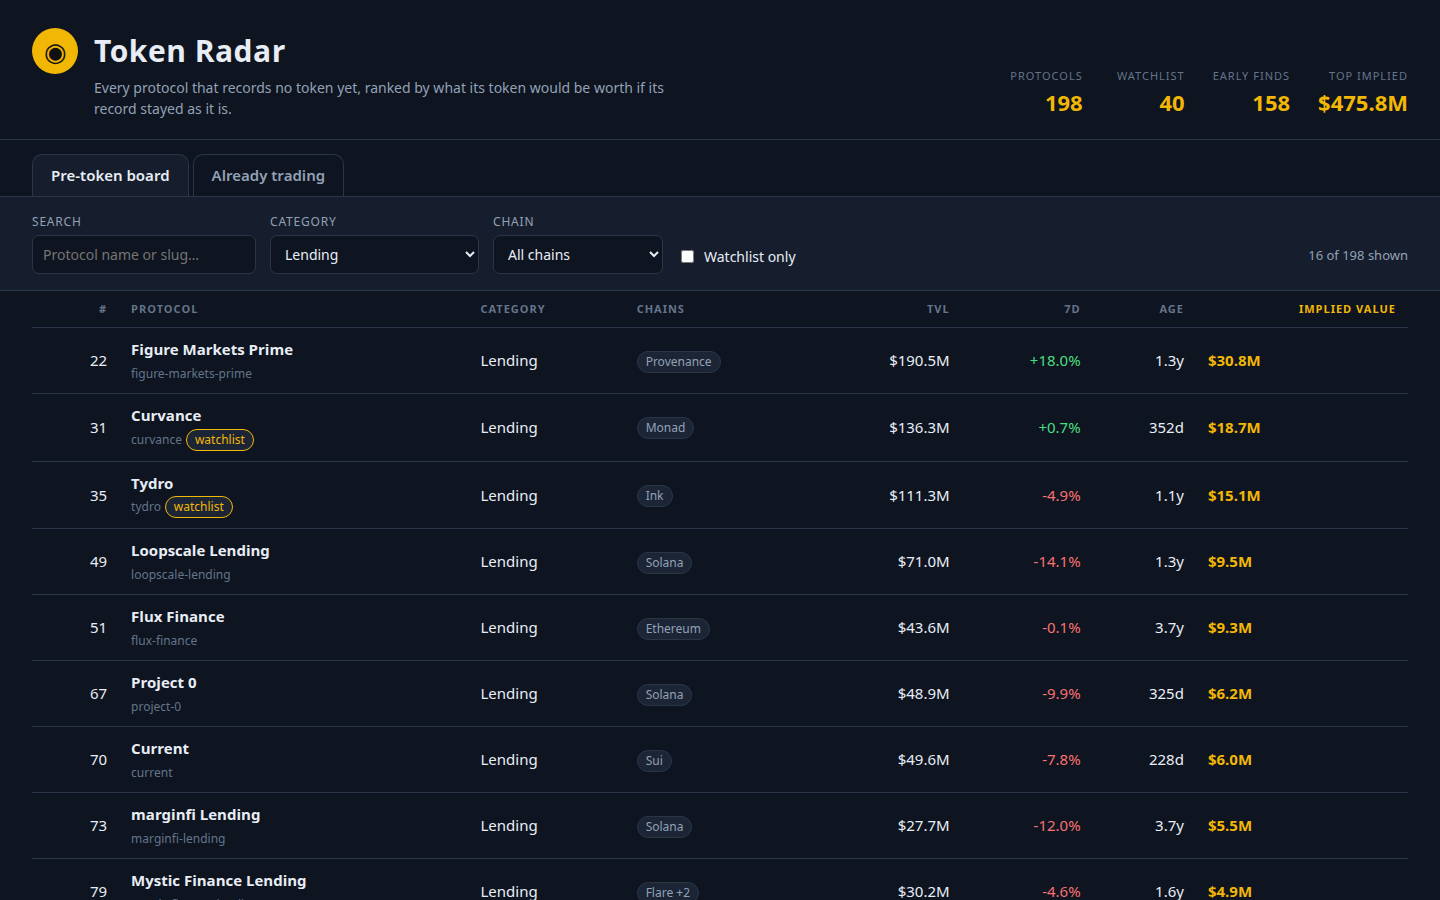 Token Radar
Every protocol that records no token yet, ranked by what its token would be worth if its
record stayed as it is.
PROTOCOLS WATCHLIST EARLY FINDS TOP IMPLIED
198 40 158 $475.8M
Pre-token board Already trading
SEARCH CATEGORY CHAIN
Protocol name or slug... Lending All chains Watchlist only 16 of 198 shown
# PROTOCOL CATEGORY CHAINS TVL 7D AGE IMPLIED VALUE
22 Figure Markets Prime Lending Provenance $190.5M +18.0% 1.3y $30.8M
figure-markets-prime
31 Curvance Lending Monad $136.3M +0.7% 352d $18.7M
curvance watchlist
35 Tydro Lending Ink $111.3M -4.9% 1.1y $15.1M
tydro watchlist
49 Loopscale Lending Lending Solana $71.0M -14.1% 1.3y $9.5M
loopscale-lending
51 Flux Finance Lending Ethereum $43.6M -0.1% 3.7y $9.3M
flux-finance
67 Project 0 Lending Solana $48.9M -9.9% 325d $6.2M
project-0
70 Current Lending Sui $49.6M -7.8% 228d $6.0M
current
73 marginfi Lending Lending Solana $27.7M -12.0% 3.7y $5.5M
marginfi-lending
79 Mystic Finance Lending Lending Flare +2 $30.2M -4.6% 1.6y $4.9M